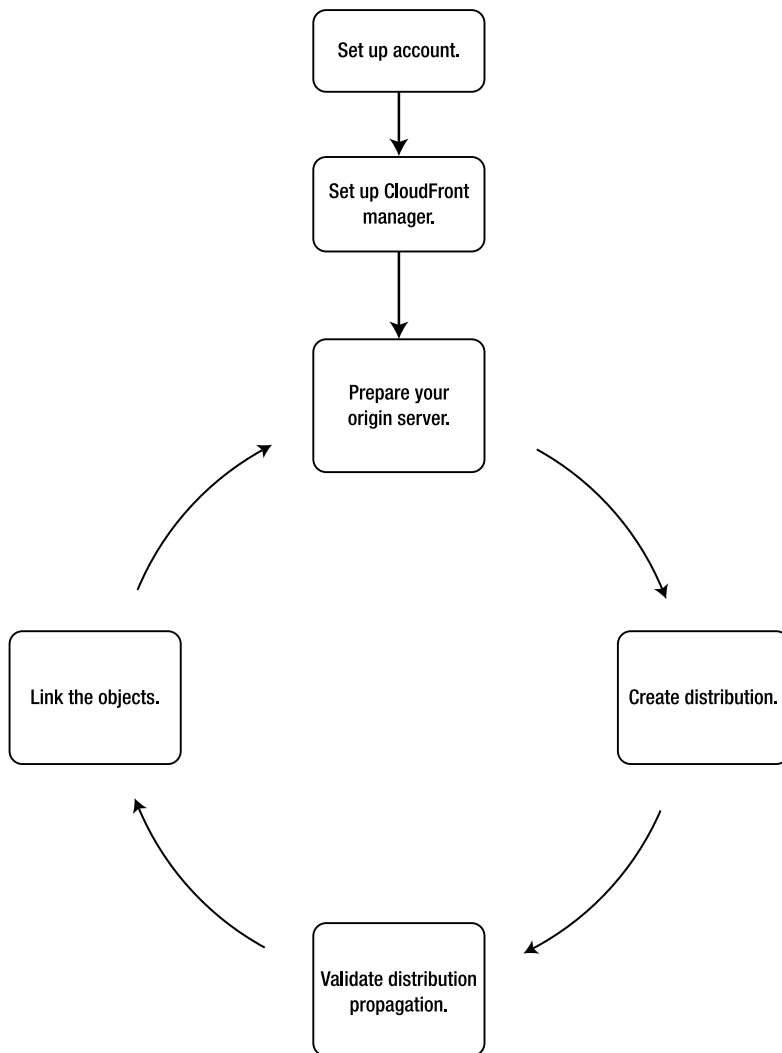 Set up account.
Set up CloudFront
manager.
Prepare your
origin server.
Create distribution.
Validate distribution
propagation.
Link the objects.